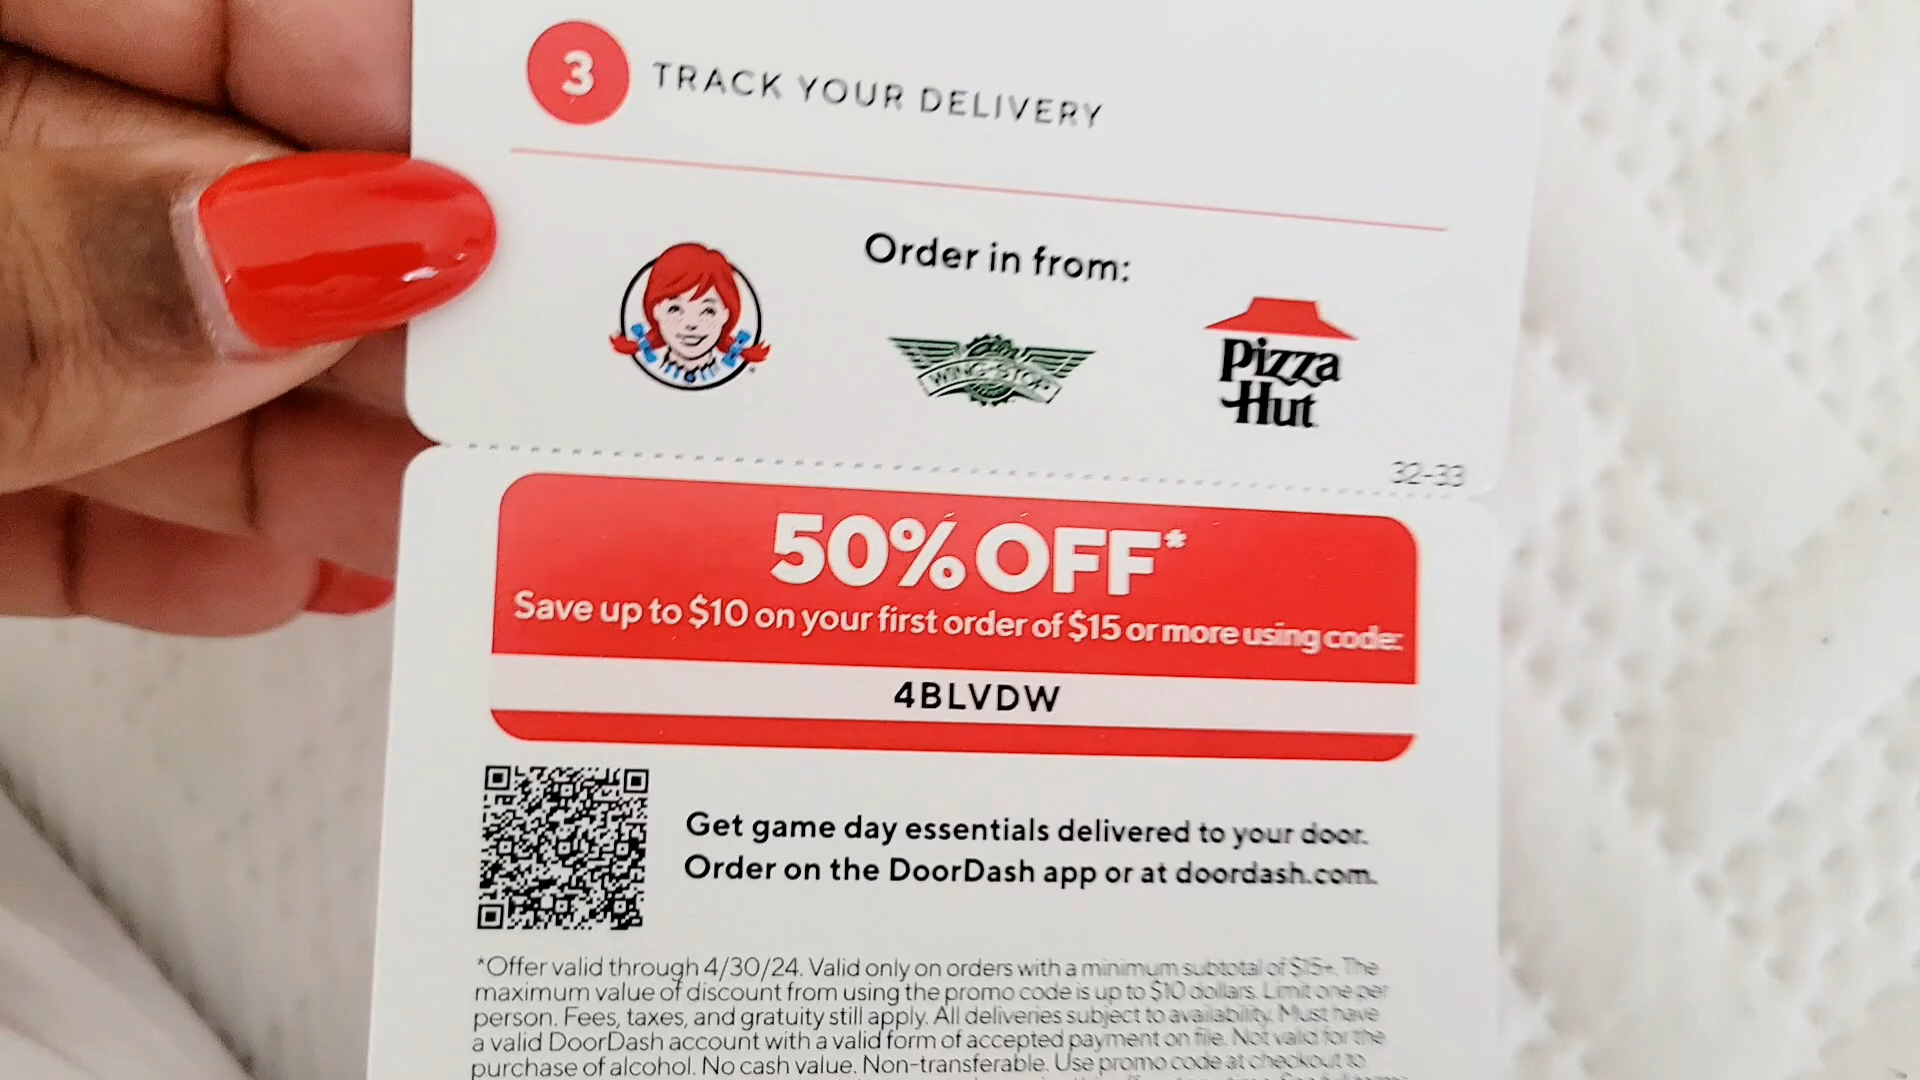 3 TRACK YOUR DELIVERY
Order in from:
WING-STOP
Pizza
Hut
32-33
50% OFF*
Save up to $10 on your first order of $15 or more using code:
4BLVDW
Get game day essentials delivered to your door.
Order on the DoorDash app or at doordash.com.
*Offer valid through 4/30/24. Valid only on orders with a minimum subtotal of $15+. The
maximum value of discount from using the promo code is up to $10 dollars. Limit one per
person. Fees, taxes, and gratuity still apply. All deliveries subject to availability. Must have
a valid DoorDash account with a valid form of accepted payment on file. Not valid for the
purchase of alcohol. No cash value. Non-transferable. Use promo code at checkout to